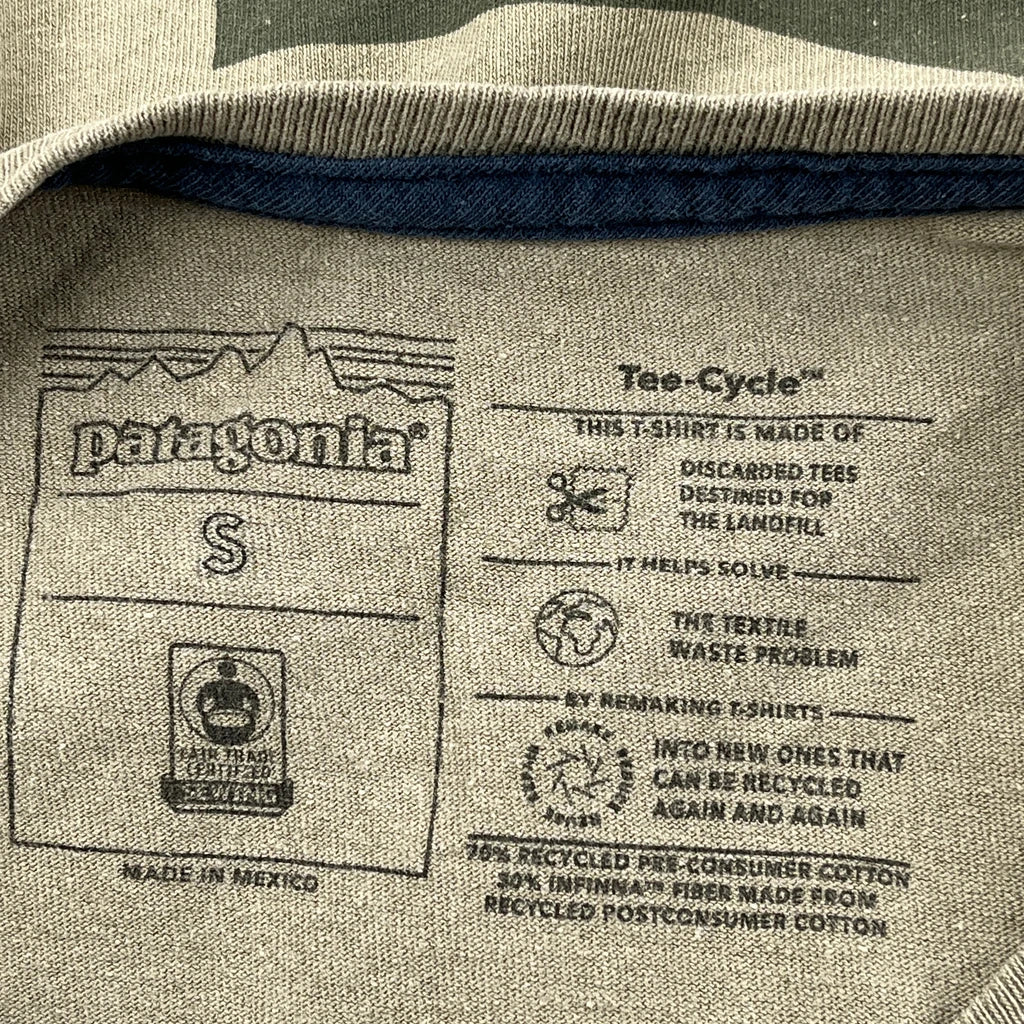 patagonia®
S
FAIR TRADE
CERTIFIED
SEWING
MADE IN MEXICO
Tee-Cycle™
THIS T-SHIRT IS MADE OF
DISCARDED TEES
DESTINED FOR
THE LANDFILL
IT HELPS SOLVE
THE TEXTILE
WASTE PROBLEM
BY REMAKING T-SHIRTS
REMAKE
REUSE
INTO NEW ONES THAT
CAN BE RECYCLED
AGAIN AND AGAIN
70% RECYCLED PRE-CONSUMER COTTON
30% INFINNA™ FIBER MADE FROM
RECYCLED POSTCONSUMER COTTON